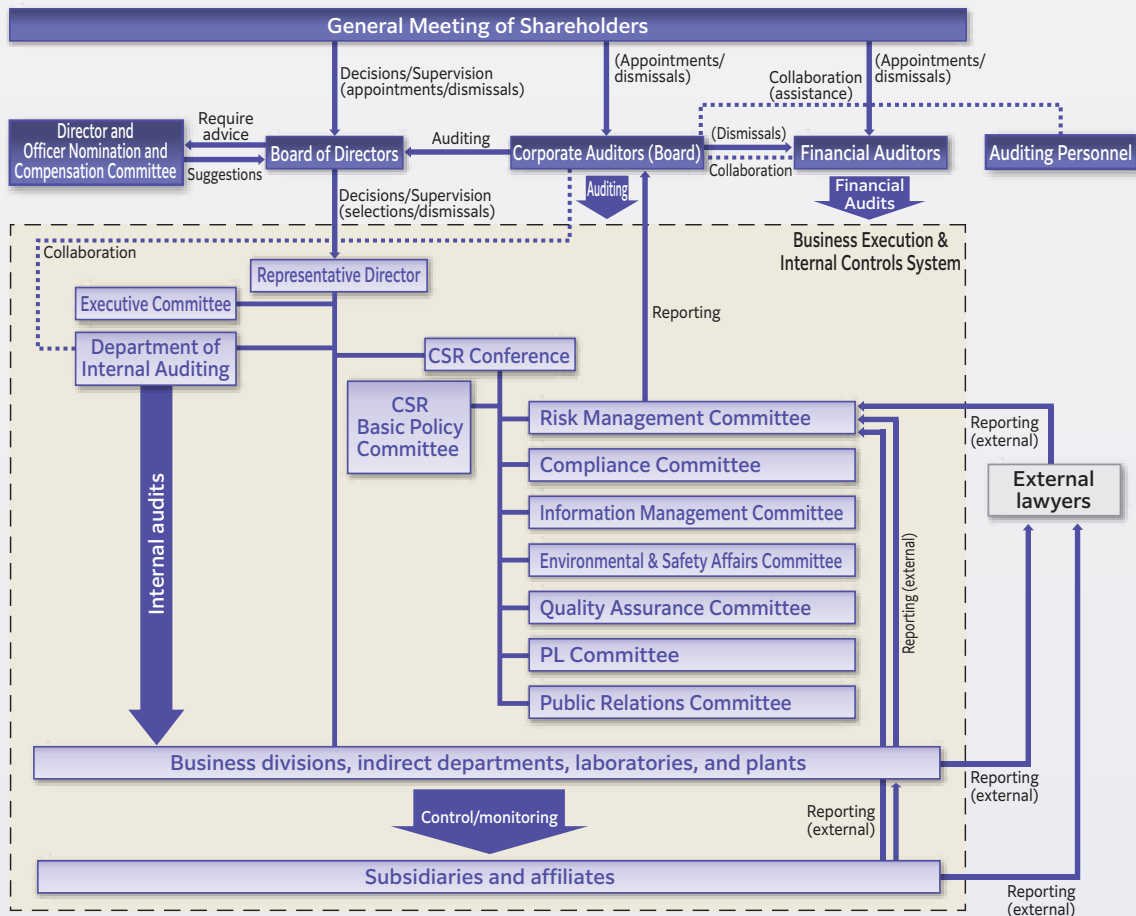 General Meeting of Shareholders
Decisions/Supervision
(appointments/dismissals)
(Appointments/
dismissals)
Collaboration
(assistance)
(Appointments/
dismissals)
Director and
Officer Nomination and
Compensation Committee
Require
advice
Suggestions
Board of Directors
Auditing
Corporate Auditors (Board)
(Dismissals)
Collaboration
Financial Auditors
Auditing Personnel
Decisions/Supervision
(selections/dismissals)
Auditing
Financial
Audits
Business Execution &
Internal Controls System
Collaboration
Representative Director
Executive Committee
Reporting
Department of
Internal Auditing
CSR Conference
CSR
Basic Policy
Committee
Risk Management Committee
Compliance Committee
Information Management Committee
Environmental & Safety Affairs Committee
Quality Assurance Committee
PL Committee
Public Relations Committee
Reporting
(external)
External
lawyers
Internal audits
Reporting (external)
Business divisions, indirect departments, laboratories, and plants
Reporting
(external)
Control/monitoring
Reporting
(external)
Subsidiaries and affiliates
Reporting
(external)